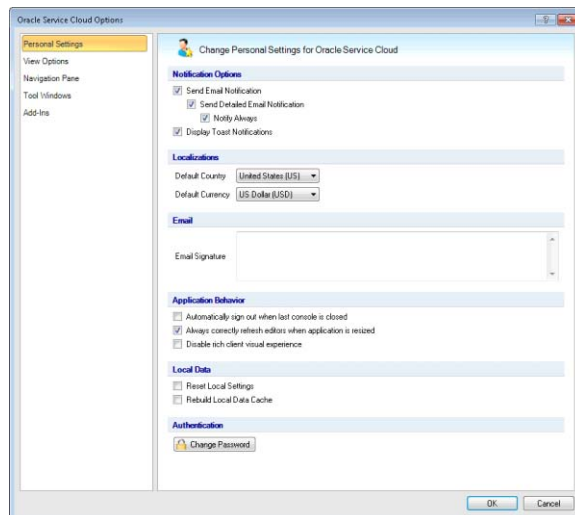 Oracle Service Cloud Options
Personal Settings
View Options
Navigation Pane
Tool Windows
Add-Ins
Change Personal Settings for Oracle Service Cloud
Notification Options
Send Email Notification
Send Detailed Email Notification
Notify Always
Display Toast Notifications
Localizations
Default Country United States (US)
Default Currency US Dollar (USD)
Email
Email Signature
Application Behavior
Automatically sign out when last console is closed
Always correctly refresh editors when application is resized
Disable rich client visual experience
Local Data
Reset Local Settings
Rebuild Local Data Cache
Authentication
Change Password
OK Cancel